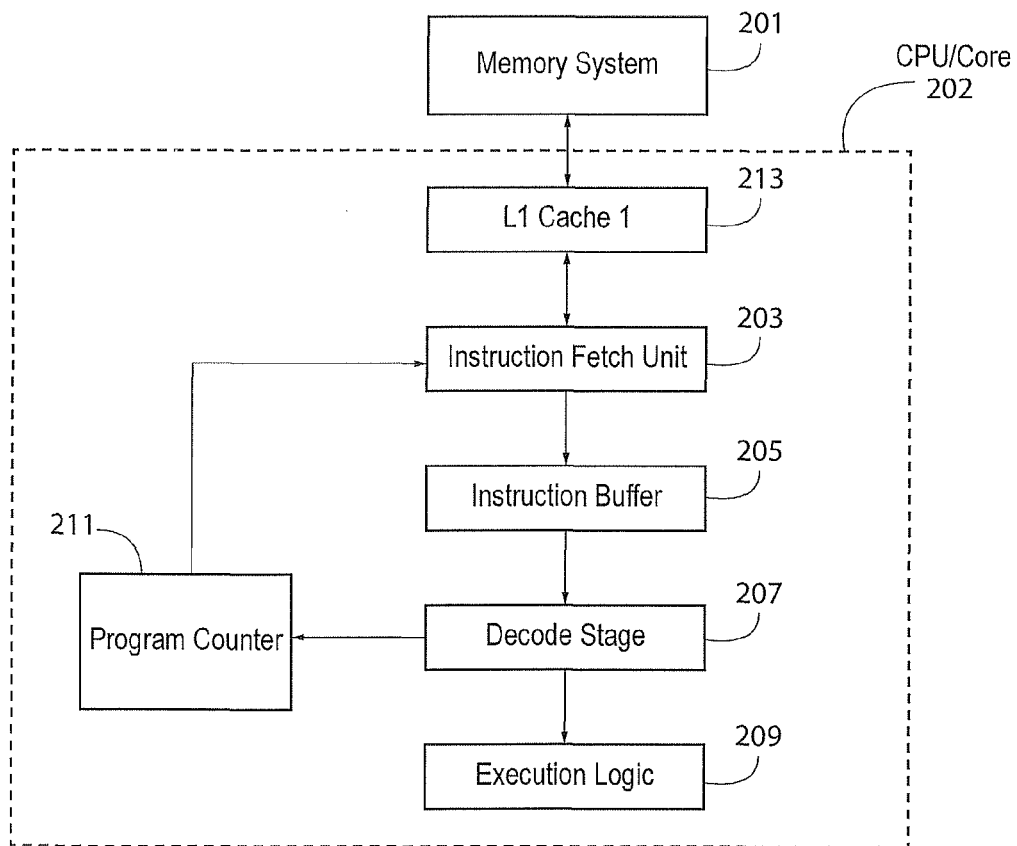 201
Memory System
CPU/Core
202
213
L1 Cache 1
203
Instruction Fetch Unit
205
Instruction Buffer
211
207
Program Counter
Decode Stage
209
Execution Logic